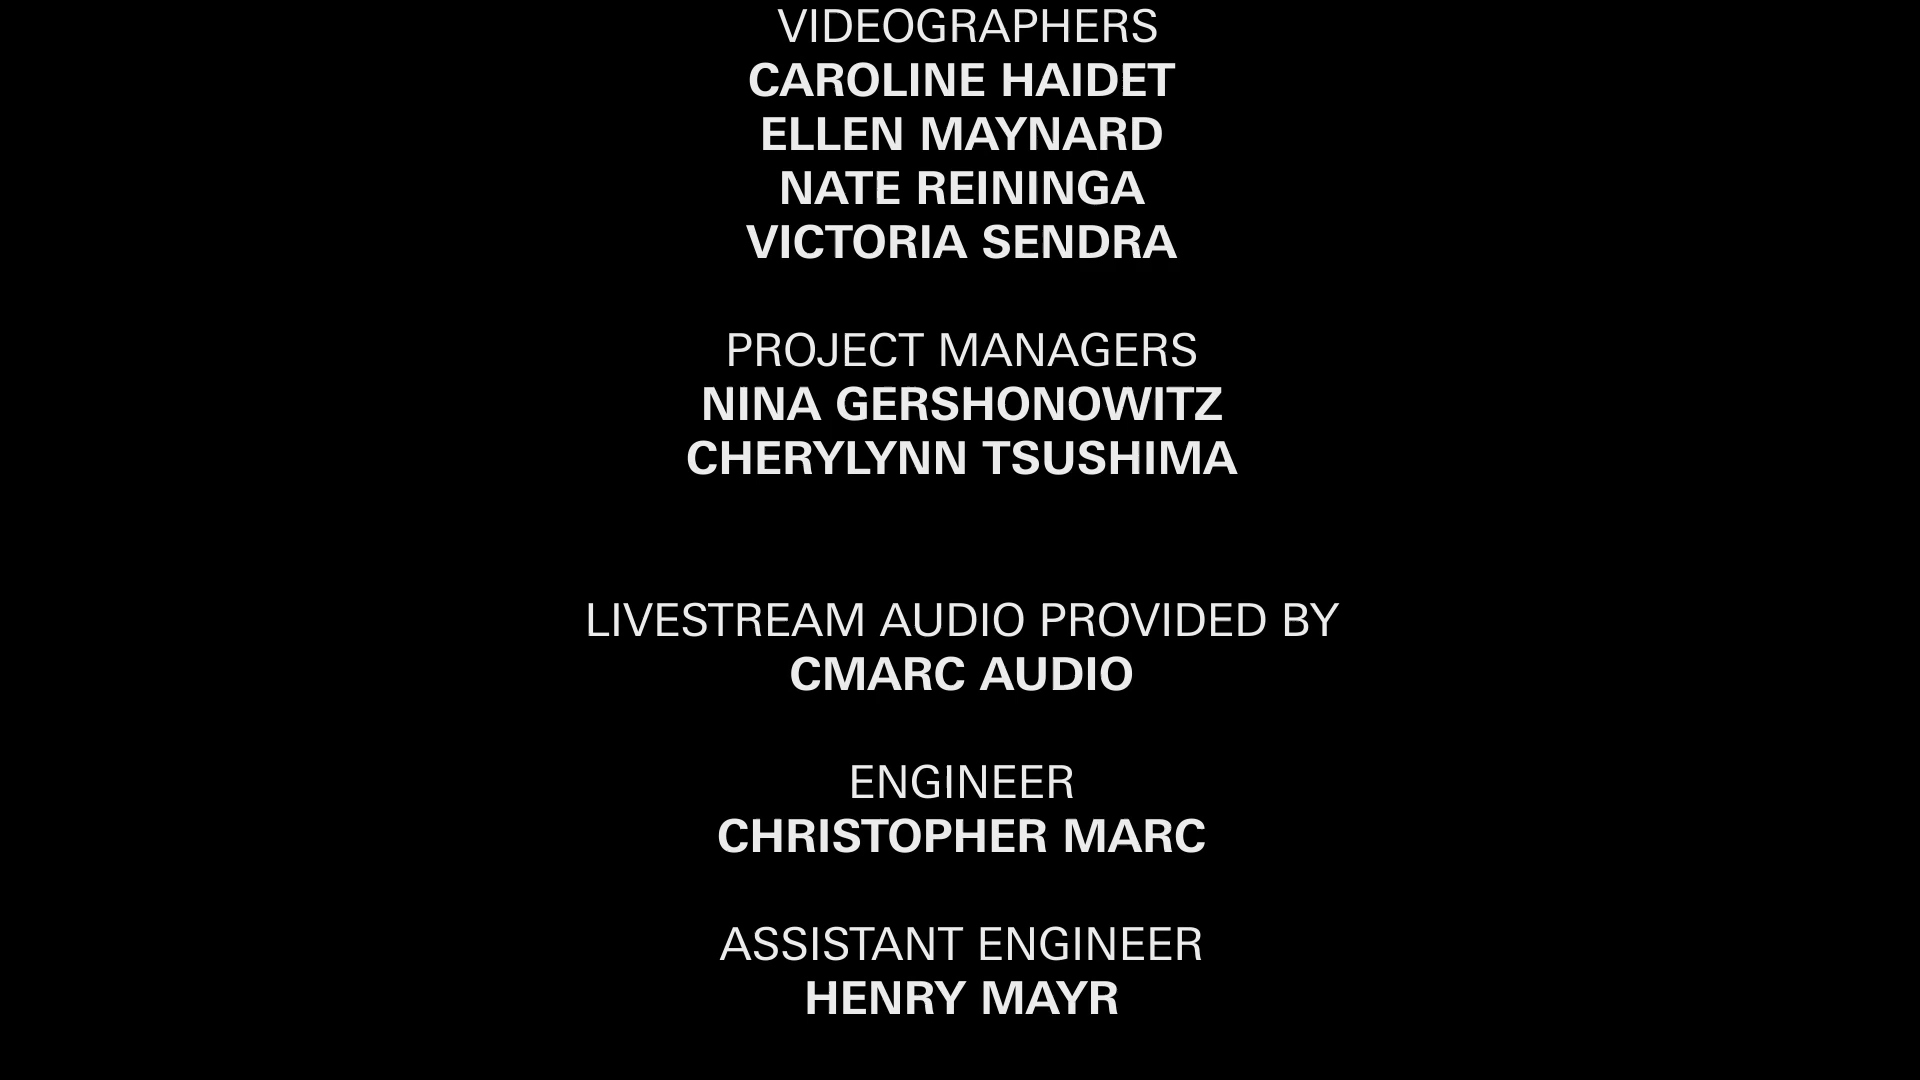 VIDEOGRAPHERS
CAROLINE HAIDET
ELLEN MAYNARD
NATE REININGA
VICTORIA SENDRA
PROJECT MANAGERS
NINA GERSHONOWITZ
CHERYLYNN TSUSHIMA
LIVESTREAM AUDIO PROVIDED BY
CMARC AUDIO
ENGINEER
CHRISTOPHER MARC
ASSISTANT ENGINEER
HENRY MAYR